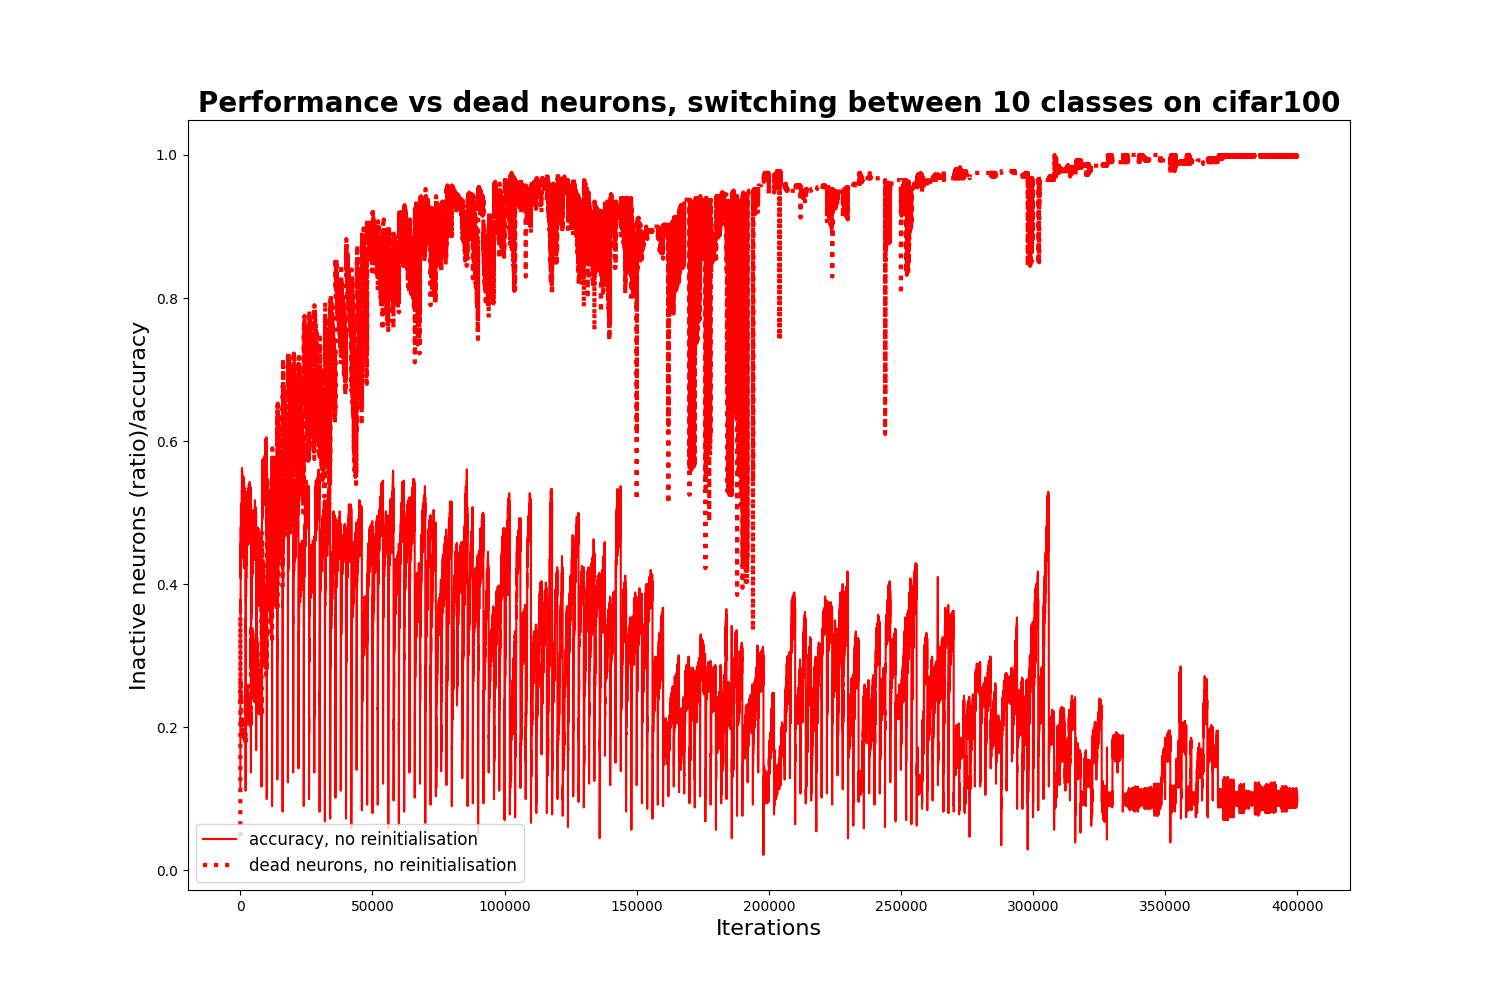 Performance vs dead neurons, switching between 10 classes on cifar100
Inactive neurons (ratio)/accuracy
1.0
0.8
0.6
0.4
0.2
0.0
accuracy, no reinitialisation
dead neurons, no reinitialisation
0 50000 100000 150000 200000 250000 300000 350000 400000
Iterations